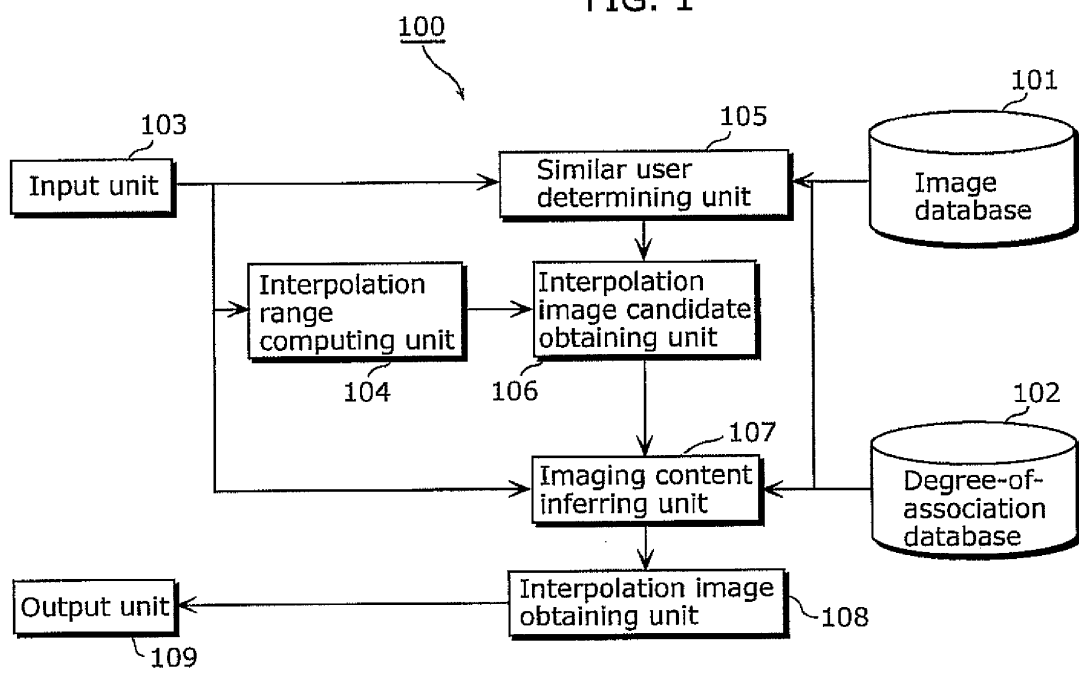 FIG. 1
100
101
105
103
Input unit
Similar user
determining unit
Image
database
Interpolation
range
computing unit
Interpolation
image candidate
obtaining unit
104
106
102
107
Imaging content
inferring unit
Degree-of-
association
database
Interpolation image
obtaining unit
Output unit
108
109